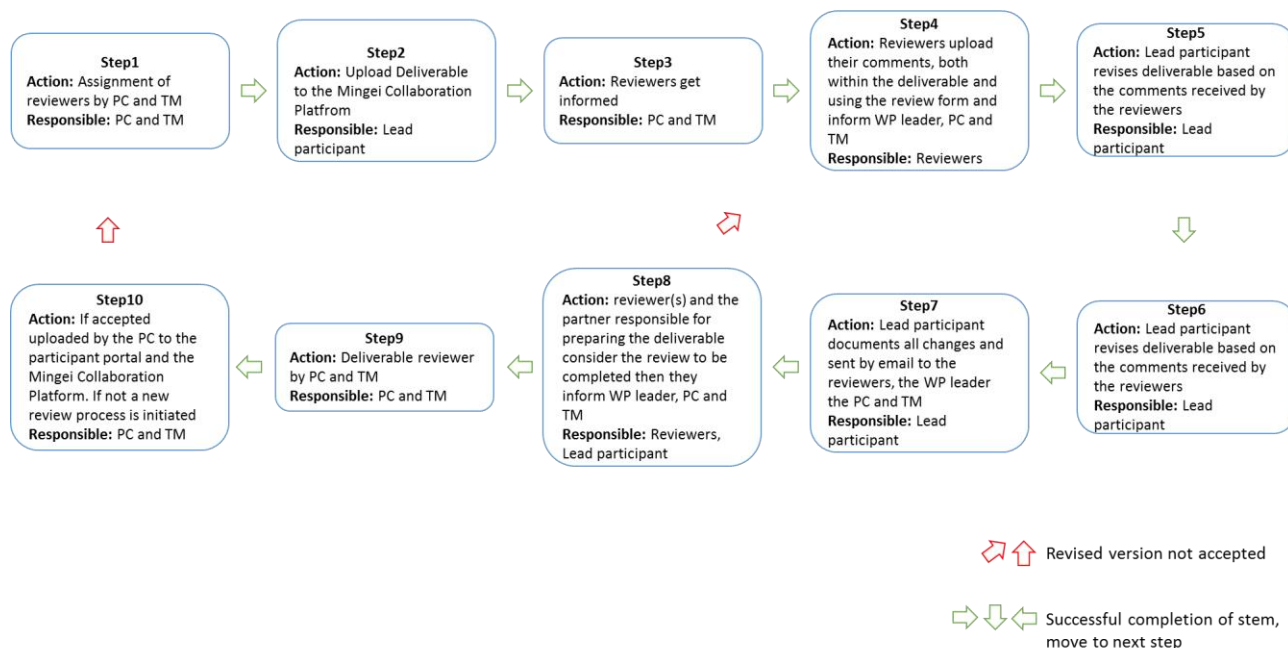 Step1
Action: Assignment of
reviewers by PC and TM
Responsible: PC and TM
Step2
Action: Upload Deliverable
to the Mingei Collaboration
Platfrom
Responsible: Lead
participant
Step3
Action: Reviewers get
informed
Responsible: PC and TM
Step4
Action: Reviewers upload
their comments, both
within the deliverable and
using the review form and
inform WP leader, PC and
TM
Responsible: Reviewers
Step5
Action: Lead participant
revises deliverable based on
the comments received by
the reviewers
Responsible: Lead
participant
Step10
Action: If accepted
uploaded by the PC to the
participant portal and the
Mingei Collaboration
Platform. If not a new
review process is initiated
Responsible: PC and TM
Step9
Action: Deliverable reviewer
by PC and TM
Responsible: PC and TM
Step8
Action: reviewer(s) and the
partner responsible for
preparing the deliverable
consider the review to be
completed then they
inform WP leader, PC and
TM
Responsible: Reviewers,
Lead participant
Step7
Action: Lead participant
documents all changes and
sent by email to the
reviewers, the WP leader
the PC and TM
Responsible: Lead
participant
Step6
Action: Lead participant
revises deliverable based on
the comments received by
the reviewers
Responsible: Lead
participant
Revised version not accepted
Successful completion of stem,
move to next step